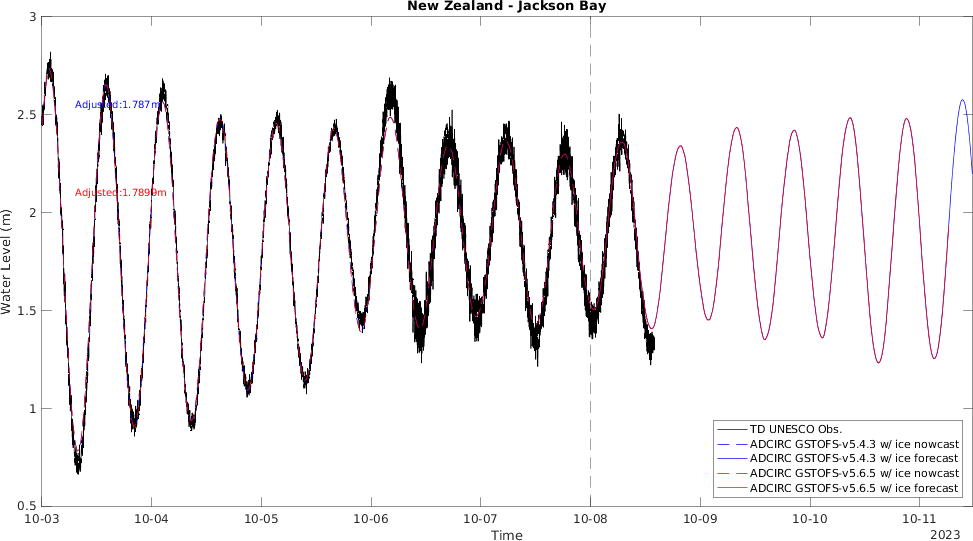 New Zealand - Jackson Bay
3
2.5
2
1.5
1
0.5
Water Level (m)
Adjusted:1.787m
Adjusted:1.7899m
TD UNESCO Obs.
ADCIRC GSTOFS-v5.4.3 w/ ice nowcast
ADCIRC GSTOFS-v5.4.3 w/ ice forecast
ADCIRC GSTOFS-v5.6.5 w/ ice nowcast
ADCIRC GSTOFS-v5.6.5 w/ ice forecast
10-03 10-04 10-05 10-06 10-07 10-08 10-09 10-10 10-11
Time
2023